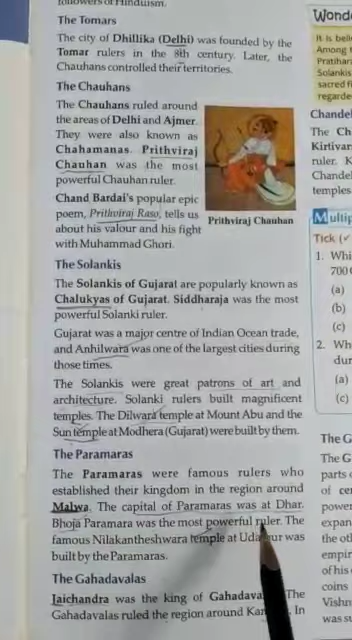 followers of Hinduism.
The Tomars
The city of Dhillika (Delhi) was founded by the
Tomar rulers in the 8th century. Later, the
Chauhans controlled their territories.
The Chauhans
The Chauhans ruled around
the areas of Delhi and Ajmer.
They were also known as
Chahamanas. Prithviraj
Chauhan was the most
powerful Chauhan ruler.
Chand Bardai's popular epic
poem, Prithviraj Raso, tells us
about his valour and his fight
with Muhammad Ghori.
Prithviraj Chauhan
The Solankis
The Solankis of Gujarat are popularly known as
Chalukyas of Gujarat. Siddharaja was the most
powerful Solanki ruler.
Gujarat was a major centre of Indian Ocean trade,
and Anhilwara was one of the largest cities during
those times.
The Solankis were great patrons of art and
architecture. Solanki rulers built magnificent
temples. The Dilwara temple at Mount Abu and the
Sun temple at Modhera (Gujarat) were built by them.
The Paramaras
The Paramaras were famous rulers who
established their kingdom in the region around
Malwa. The capital of Paramaras was at Dhar.
Bhoja Paramara was the most powerful ruler. The
famous Nilakantheshwara temple at was
built by the Paramaras.
The Gahadavalas
Jaichandra was the king of The
Gahadavalas ruled the region around In
Wond
It is beli
Among
Pratihar
Solankis
sacred fi
regarde
Chandel
The Ch
Kirtivar
ruler. K
Chandel
temples
Multip
Tick (✓
1. Whi
700
(a)
(b)
(c)
2. Wh
dur
(a)
(c)
The G
The G
parts
of cer
power
expan
the oth
empir
of his
coins
Vishn
was su